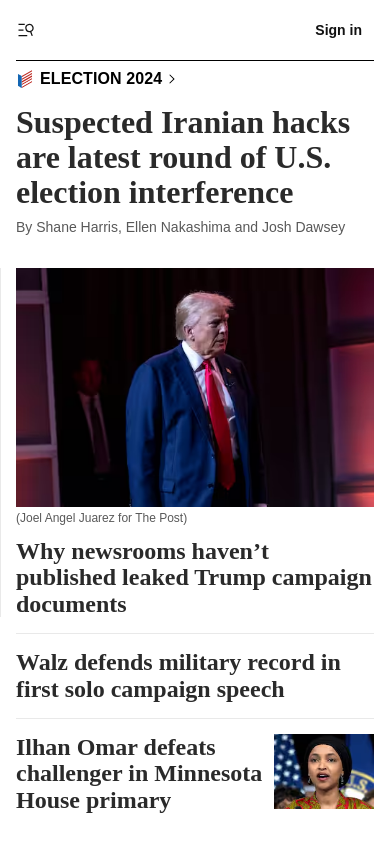 Sign in
ELECTION 2024
Suspected Iranian hacks
are latest round of U.S.
election interference
By Shane Harris, Ellen Nakashima and Josh Dawsey
(Joel Angel Juarez for The Post)
Why newsrooms haven’t
published leaked Trump campaign
documents
Walz defends military record in
first solo campaign speech
Ilhan Omar defeats
challenger in Minnesota
House primary